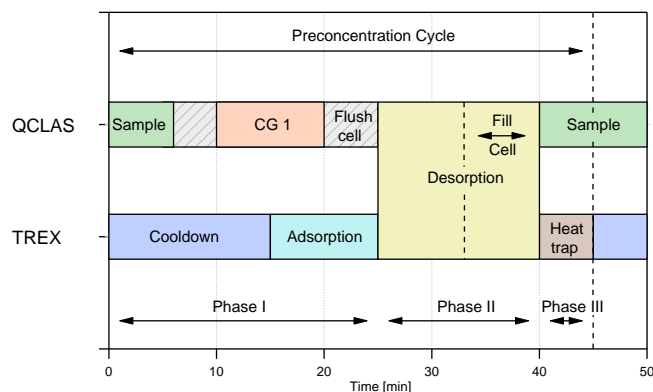 Preconcentration Cycle
QCLAS
Sample
CG 1
Flush
cell
Fill
Cell
Sample
Desorption
TREX
Cooldown
Adsorption
Heat
trap
Phase I
Phase II
Phase III
0 10 20 30 40 50
Time [min]